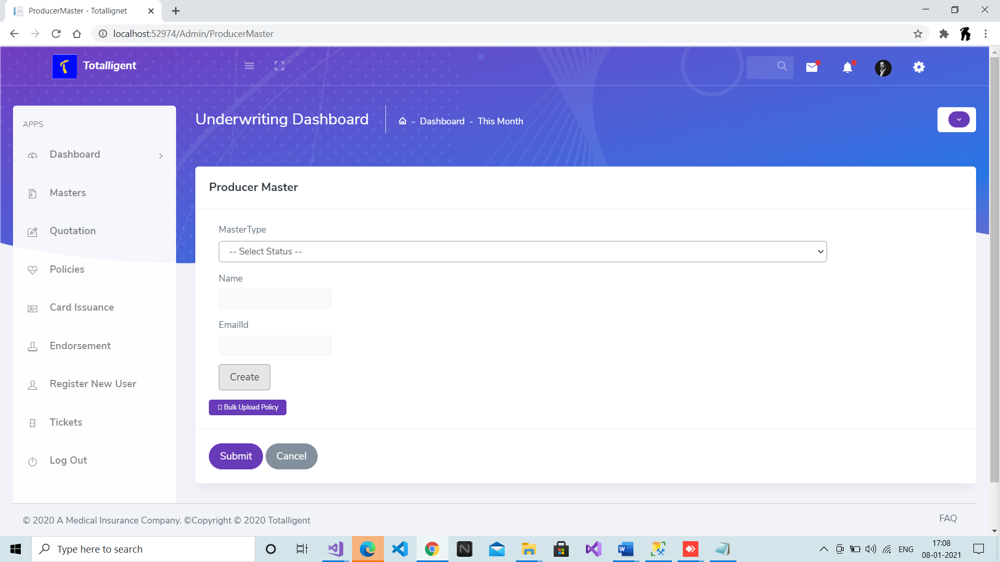 ProducerMaster - Totallignet
localhost:52974/Admin/ProducerMaster
Totalligent
Underwriting Dashboard
- Dashboard - This Month
APPS
Dashboard
Masters
Quotation
Policies
Card Issuance
Endorsement
Register New User
Tickets
Log Out
Producer Master
MasterType
-- Select Status --
Name
EmailId
Create
Bulk Upload Policy
Submit
Cancel
© 2020 A Medical Insurance Company. ©Copyright © 2020 Totalligent
FAQ
Type here to search
ENG
17:08
08-01-2021